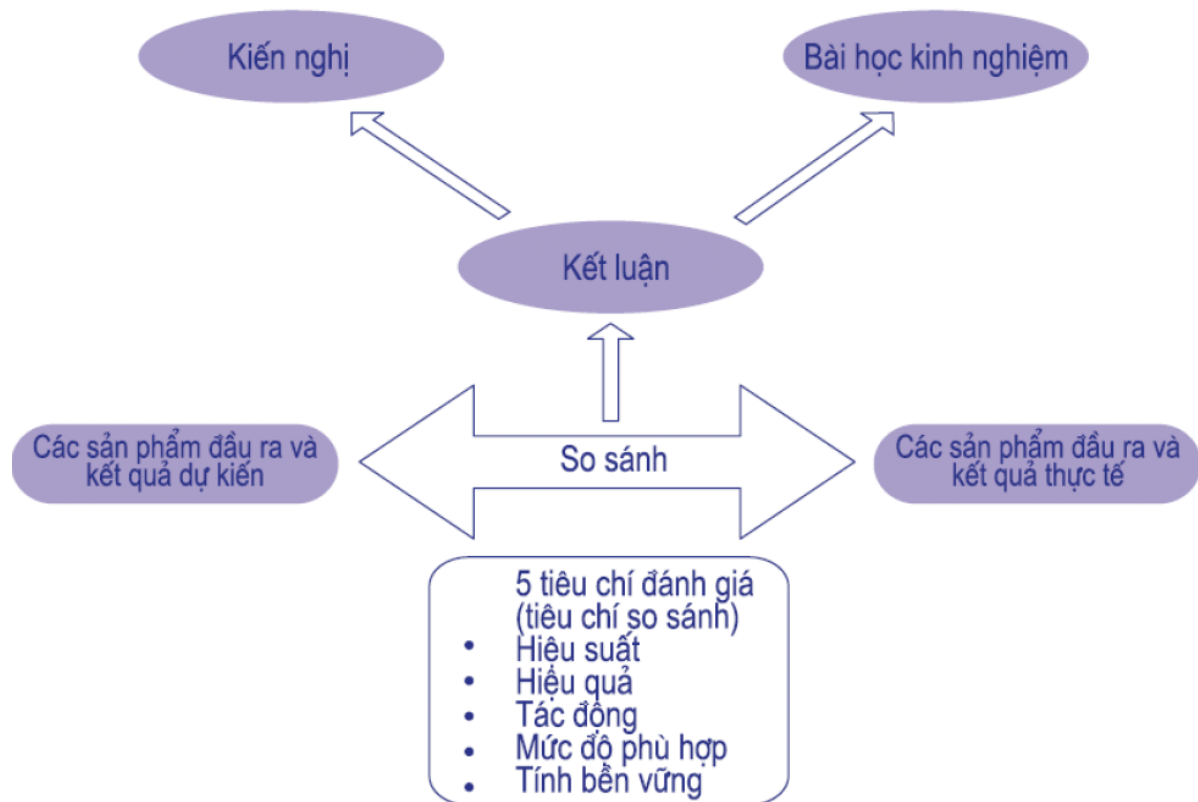 Kiến nghị
Bài học kinh nghiệm
Kết luận
Các sản phẩm đầu ra và
kết quả dự kiến
So sánh
Các sản phẩm đầu ra và
kết quả thực tế
5 tiêu chí đánh giá
(tiêu chí so sánh)
• Hiệu suất
• Hiệu quả
• Tác động
• Mức độ phù hợp
• Tính bền vững